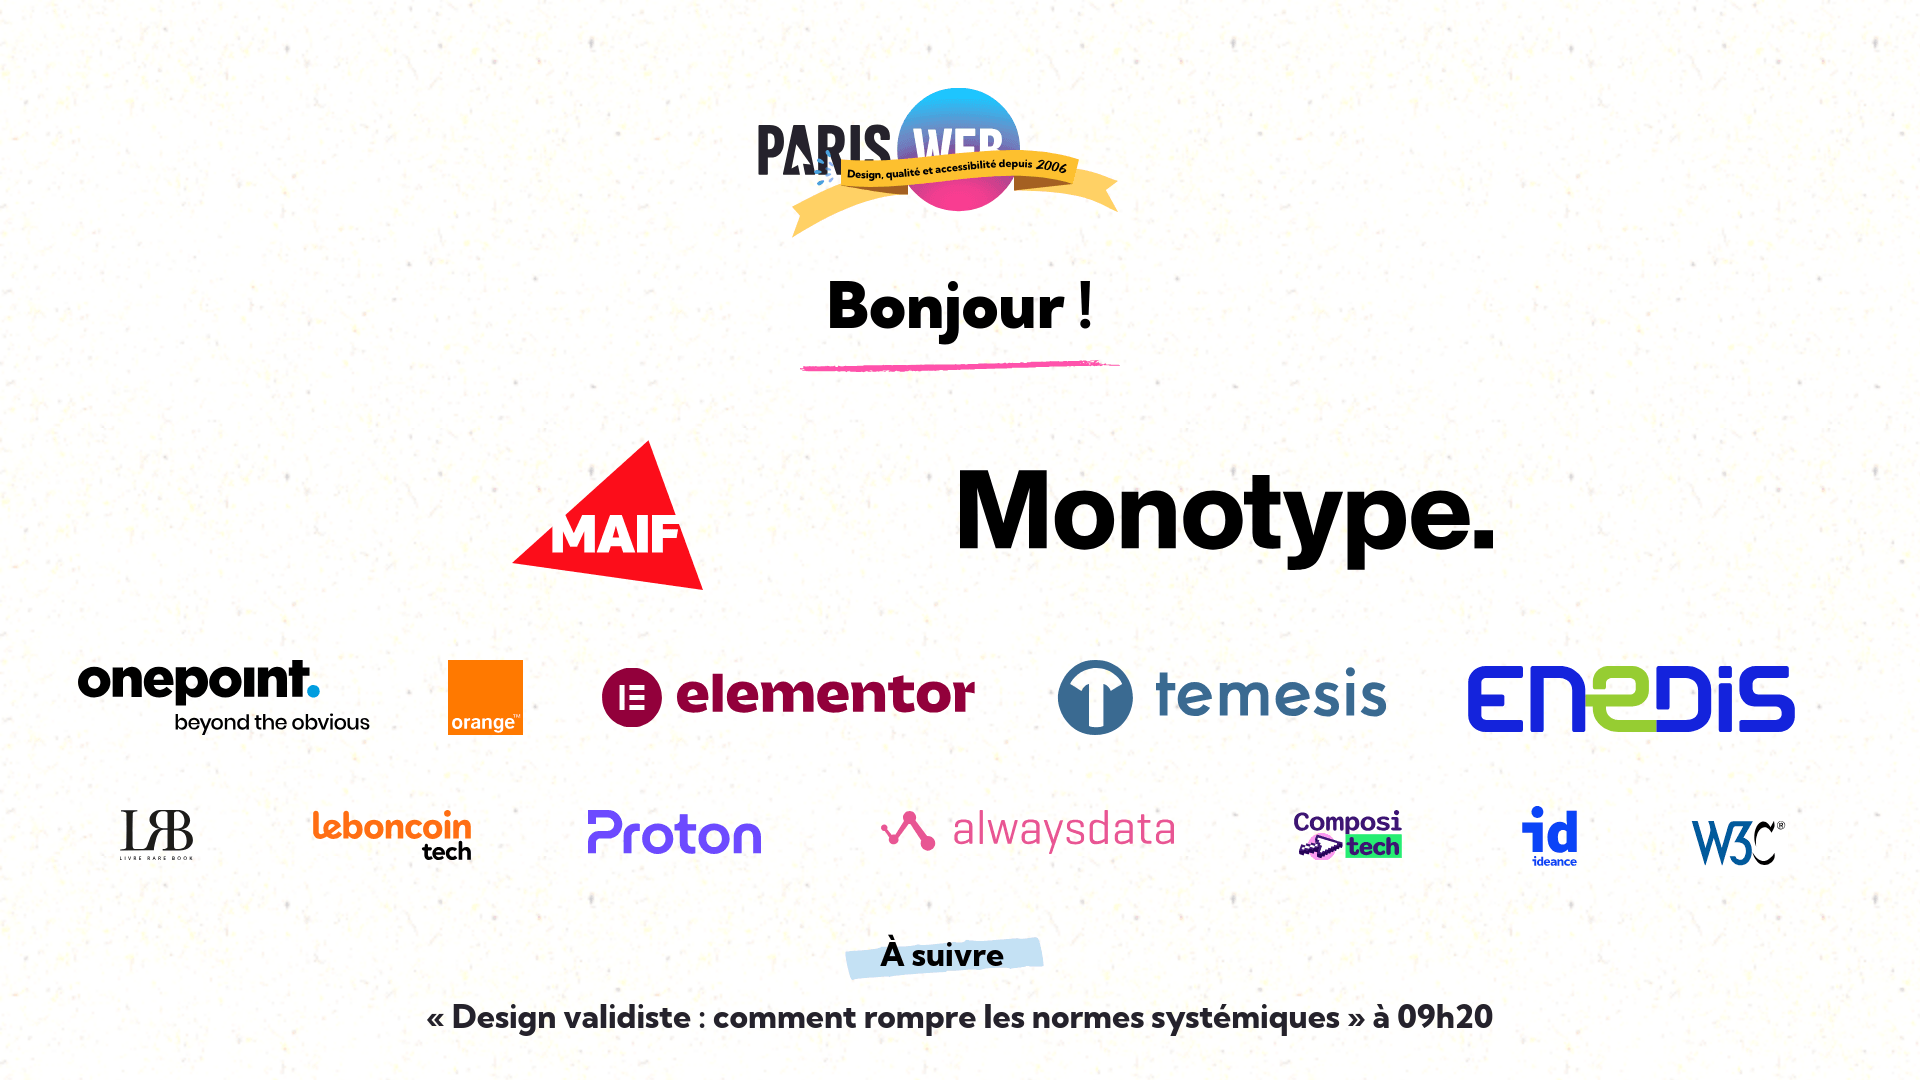 PARIS WEB
Design, qualité et accessibilité depuis 2006
Bonjour !
MAIF
Monotype.
onepoint.
beyond the obvious
orange™
elementor
temesis
ENEDIS
LRB
LIVRE RARE BOOK
leboncoin
tech
Proton
alwaysdata
Composi
tech
id
ideance
W3C®
À suivre
« Design validiste : comment rompre les normes systémiques » à 09h20